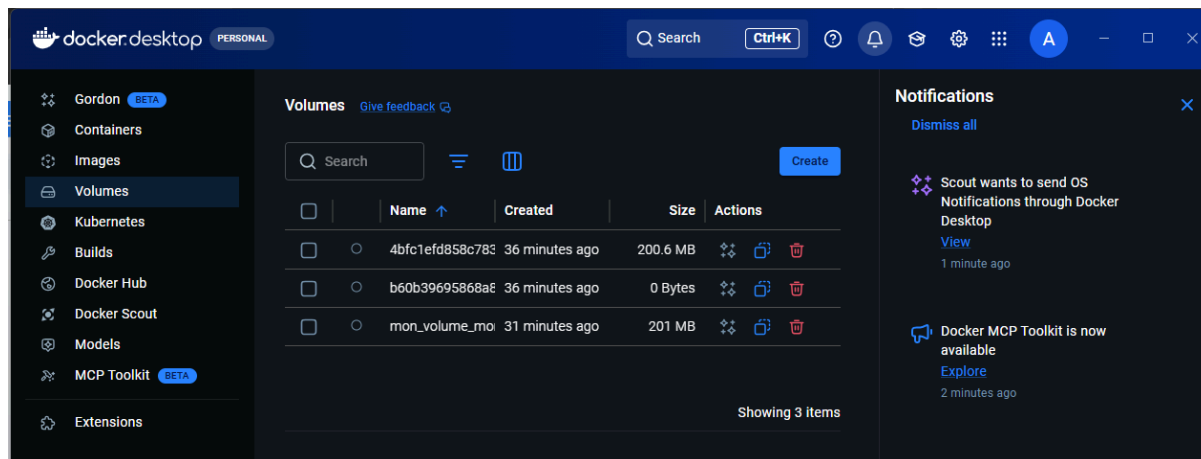 docker.desktop PERSONAL
Search Ctrl+K
A
Gordon BETA
Containers
Images
Volumes
Kubernetes
Builds
Docker Hub
Docker Scout
Models
MCP Toolkit BETA
Extensions
Volumes Give feedback
Search
Create
Name Created Size Actions
4bfc1efd858c783 36 minutes ago 200.6 MB
b60b39695868a8 36 minutes ago 0 Bytes
mon_volume_mo 31 minutes ago 201 MB
Showing 3 items
Notifications
Dismiss all
Scout wants to send OS
Notifications through Docker
Desktop
View
1 minute ago
Docker MCP Toolkit is now
available
Explore
2 minutes ago